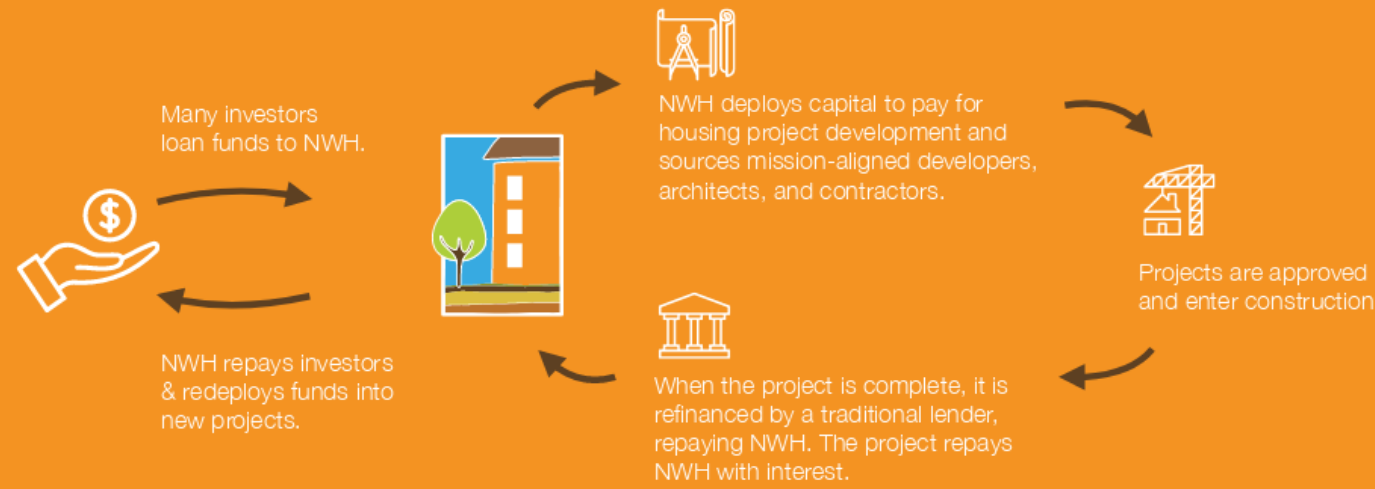 Many investors
loan funds to NWH.
$
NWH deploys capital to pay for
housing project development and
sources mission-aligned developers,
architects, and contractors.
Projects are approved
and enter construction
When the project is complete, it is
refinanced by a traditional lender,
repaying NWH. The project repays
NWH with interest.
NWH repays investors
& redeploys funds into
new projects.